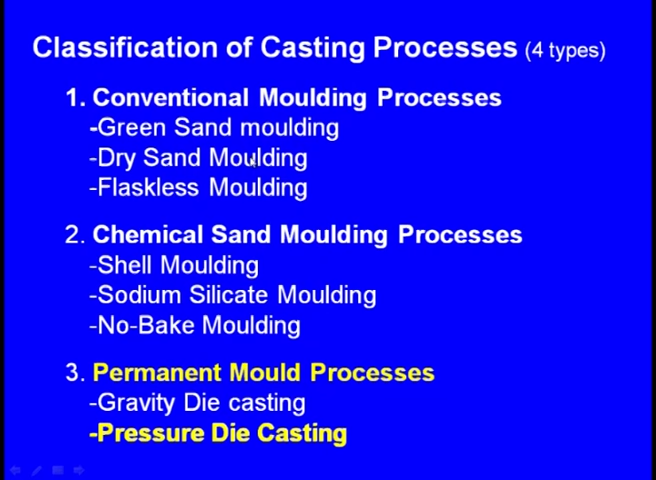 Classification of Casting Processes (4 types)
1. Conventional Moulding Processes
-Green Sand moulding
-Dry Sand Moulding
-Flaskless Moulding
2. Chemical Sand Moulding Processes
-Shell Moulding
-Sodium Silicate Moulding
-No-Bake Moulding
3. Permanent Mould Processes
-Gravity Die casting
-Pressure Die Casting